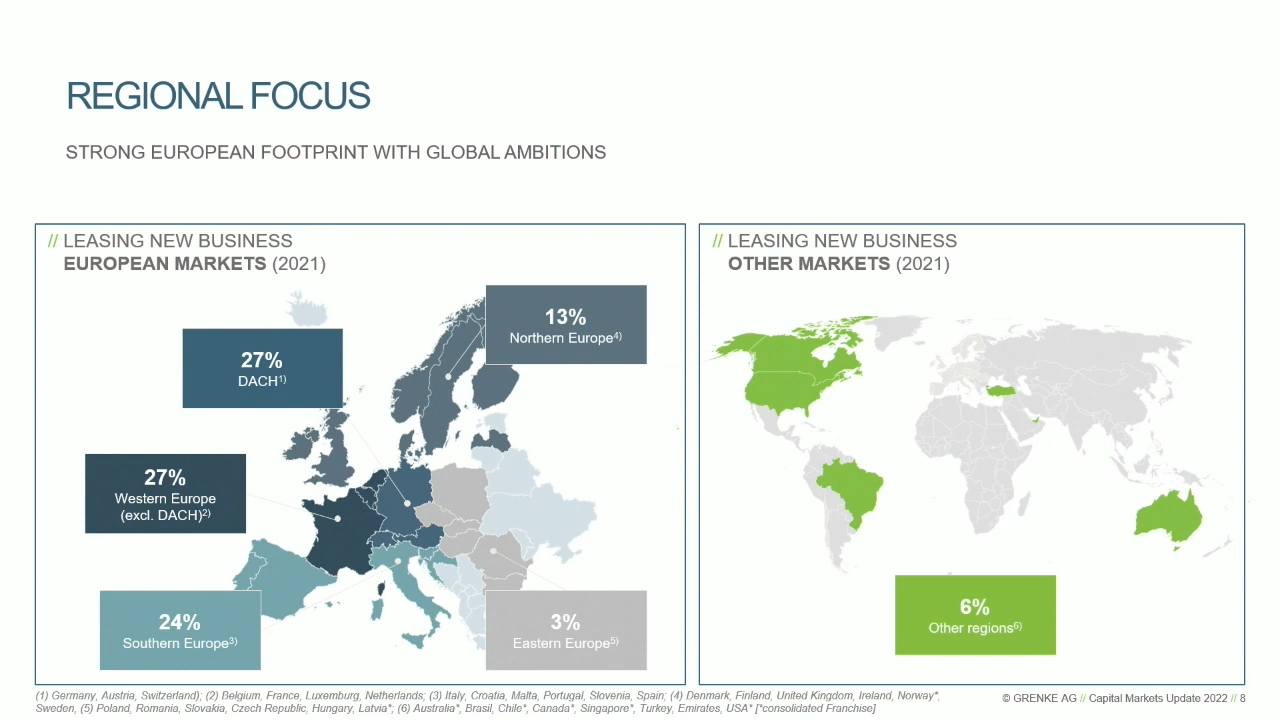 REGIONAL FOCUS
STRONG EUROPEAN FOOTPRINT WITH GLOBAL AMBITIONS
// LEASING NEW BUSINESS
EUROPEAN MARKETS (2021)
13%
Northern Europe4)
27%
DACH1)
27%
Western Europe
(excl. DACH)2)
24%
Southern Europe3)
3%
Eastern Europe5)
// LEASING NEW BUSINESS
OTHER MARKETS (2021)
6%
Other regions6)
(1) Germany, Austria, Switzerland); (2) Belgium, France, Luxemburg, Netherlands; (3) Italy, Croatia, Malta, Portugal, Slovenia, Spain; (4) Denmark, Finland, United Kingdom, Ireland, Norway*,
Sweden, (5) Poland, Romania, Slovakia, Czech Republic, Hungary, Latvia*; (6) Australia*, Brasil, Chile*, Canada*, Singapore*, Turkey, Emirates, USA* [*consolidated Franchise]
© GRENKE AG // Capital Markets Update 2022 // 8